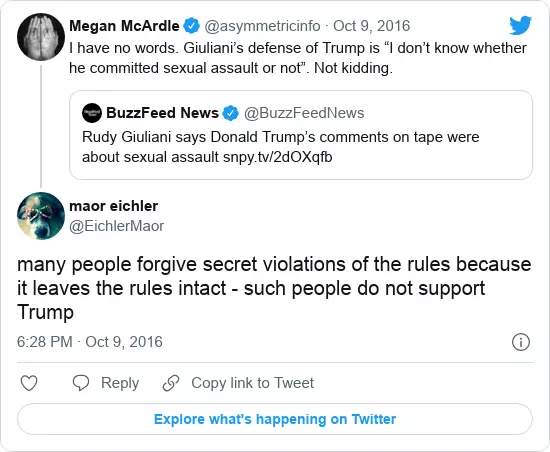 Megan McArdle @asymmetricinfo · Oct 9, 2016
I have no words. Giuliani's defense of Trump is “I don't know whether
he committed sexual assault or not”. Not kidding.
BuzzFeed News @BuzzFeedNews
Rudy Giuliani says Donald Trump's comments on tape were
about sexual assault snpy.tv/2dOXqfb
maor eichler
@EichlerMaor
many people forgive secret violations of the rules because
it leaves the rules intact - such people do not support
Trump
6:28 PM · Oct 9, 2016
Reply
Copy link to Tweet
Explore what's happening on Twitter